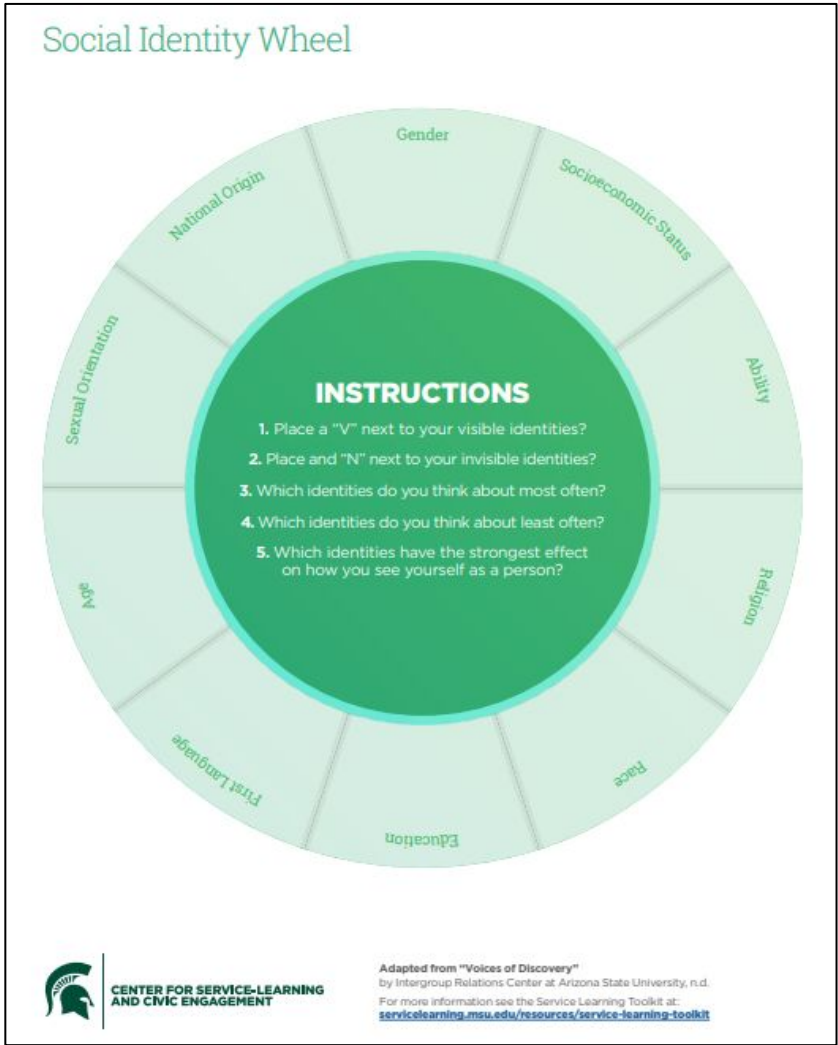 Social Identity Wheel
Gender
Socioeconomic Status
Ability
Religion
Race
Education
First Language
Age
Sexual Orientation
National Origin
INSTRUCTIONS
1. Place a “V” next to your visible identities?
2. Place and “N” next to your invisible identities?
3. Which identities do you think about most often?
4. Which identities do you think about least often?
5. Which identities have the strongest effect
on how you see yourself as a person?
CENTER FOR SERVICE-LEARNING
AND CIVIC ENGAGEMENT
Adapted from “Voices of Discovery”
by Intergroup Relations Center at Arizona State University, n.d.
For more information see the Service Learning Toolkit at:
servicelearning.msu.edu/resources/service-learning-toolkit